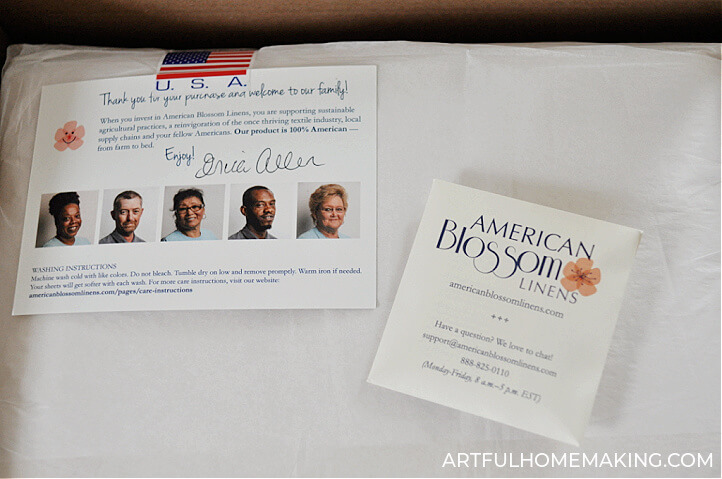 U. S. A.
Thank you for your purchase and welcome to our family!
When you invest in American Blossom Linens, you are supporting sustainable
agricultural practices, a reinvigoration of the once thriving textile industry, local
supply chains and your fellow Americans. Our product is 100% American —
from farm to bed.
Enjoy!
WASHING INSTRUCTIONS
Machine wash cold with like colors. Do not bleach. Tumble dry on low and remove promptly. Warm iron if needed.
Your sheets will get softer with each wash. For more care instructions, visit our website:
americanblossomlinens.com/pages/care-instructions
AMERICAN
Blossom
LINENS
americanblossomlinens.com
+++
Have a question? We love to chat!
support@americanblossomlinens.com
888-825-0110
(Monday-Friday, 8 a.m.–5 p.m. EST)
ARTFULHOMEMAKING.COM